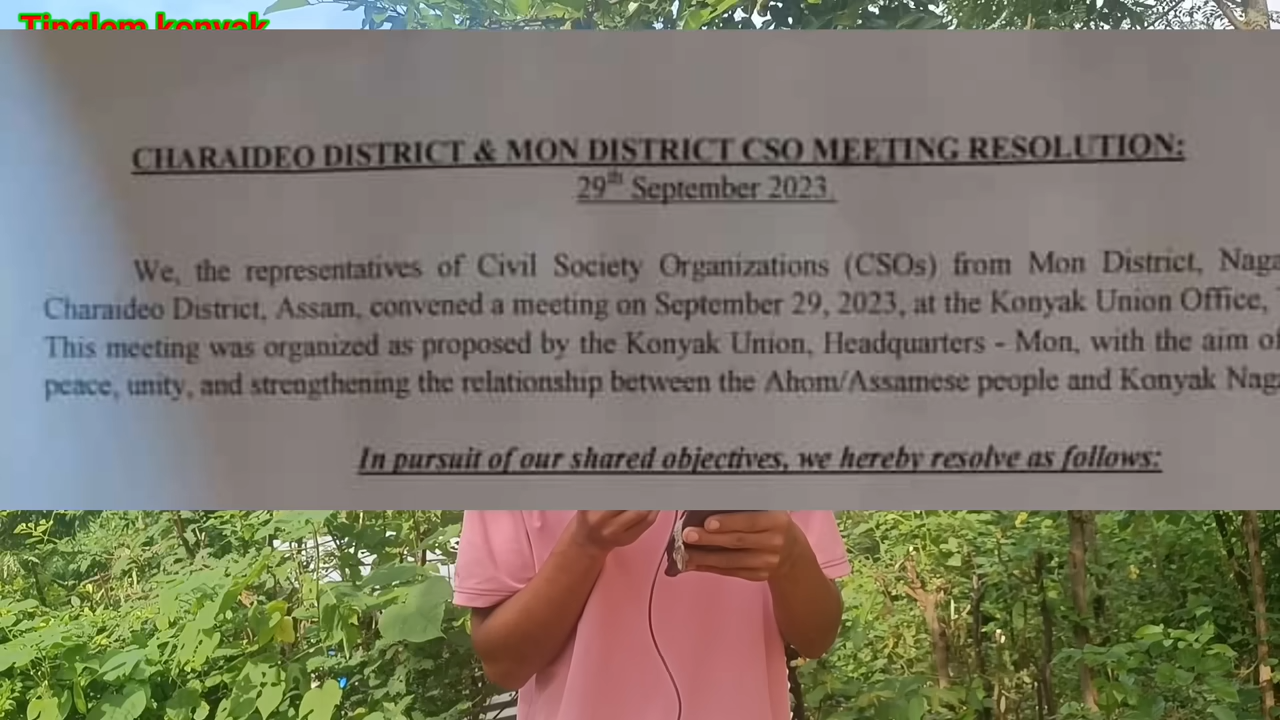 Tinglom konyak
CHARAIDEO DISTRICT & MON DISTRICT CSO MEETING RESOLUTION:
29th September 2023.
We, the representatives of Civil Society Organizations (CSOs) from Mon District,
Charaideo District, Assam, convened a meeting on September 29, 2023, at the Konyak Union Office,
This meeting was organized as proposed by the Konyak Union, Headquarters - Mon, with the aim of
peace, unity, and strengthening the relationship between the Ahom/Assamese people and Konyak
In pursuit of our shared objectives, we hereby resolve as follows: